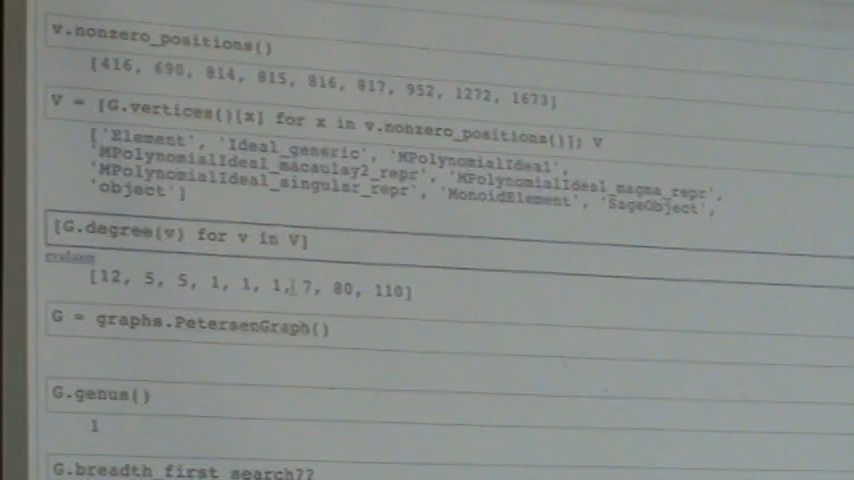 v.nonzero_positions()
[416, 690, 814, 815, 816, 817, 952, 1272, 1673]
V = [G.vertices()[x] for x in v.nonzero_positions()]; V
['Element', 'Ideal_generic', 'MPolynomialIdeal',
'MPolynomialIdeal_macaulay2_repr', 'MPolynomialIdeal_magma_repr',
'MPolynomialIdeal_singular_repr', 'MonoidElement', 'SageObject',
'object']
[G.degree(v) for v in V]
evaluate
[12, 5, 5, 1, 1, 1, 7, 80, 110]
G = graphs.PetersenGraph()
G.genus()
1
G.breadth_first_search??